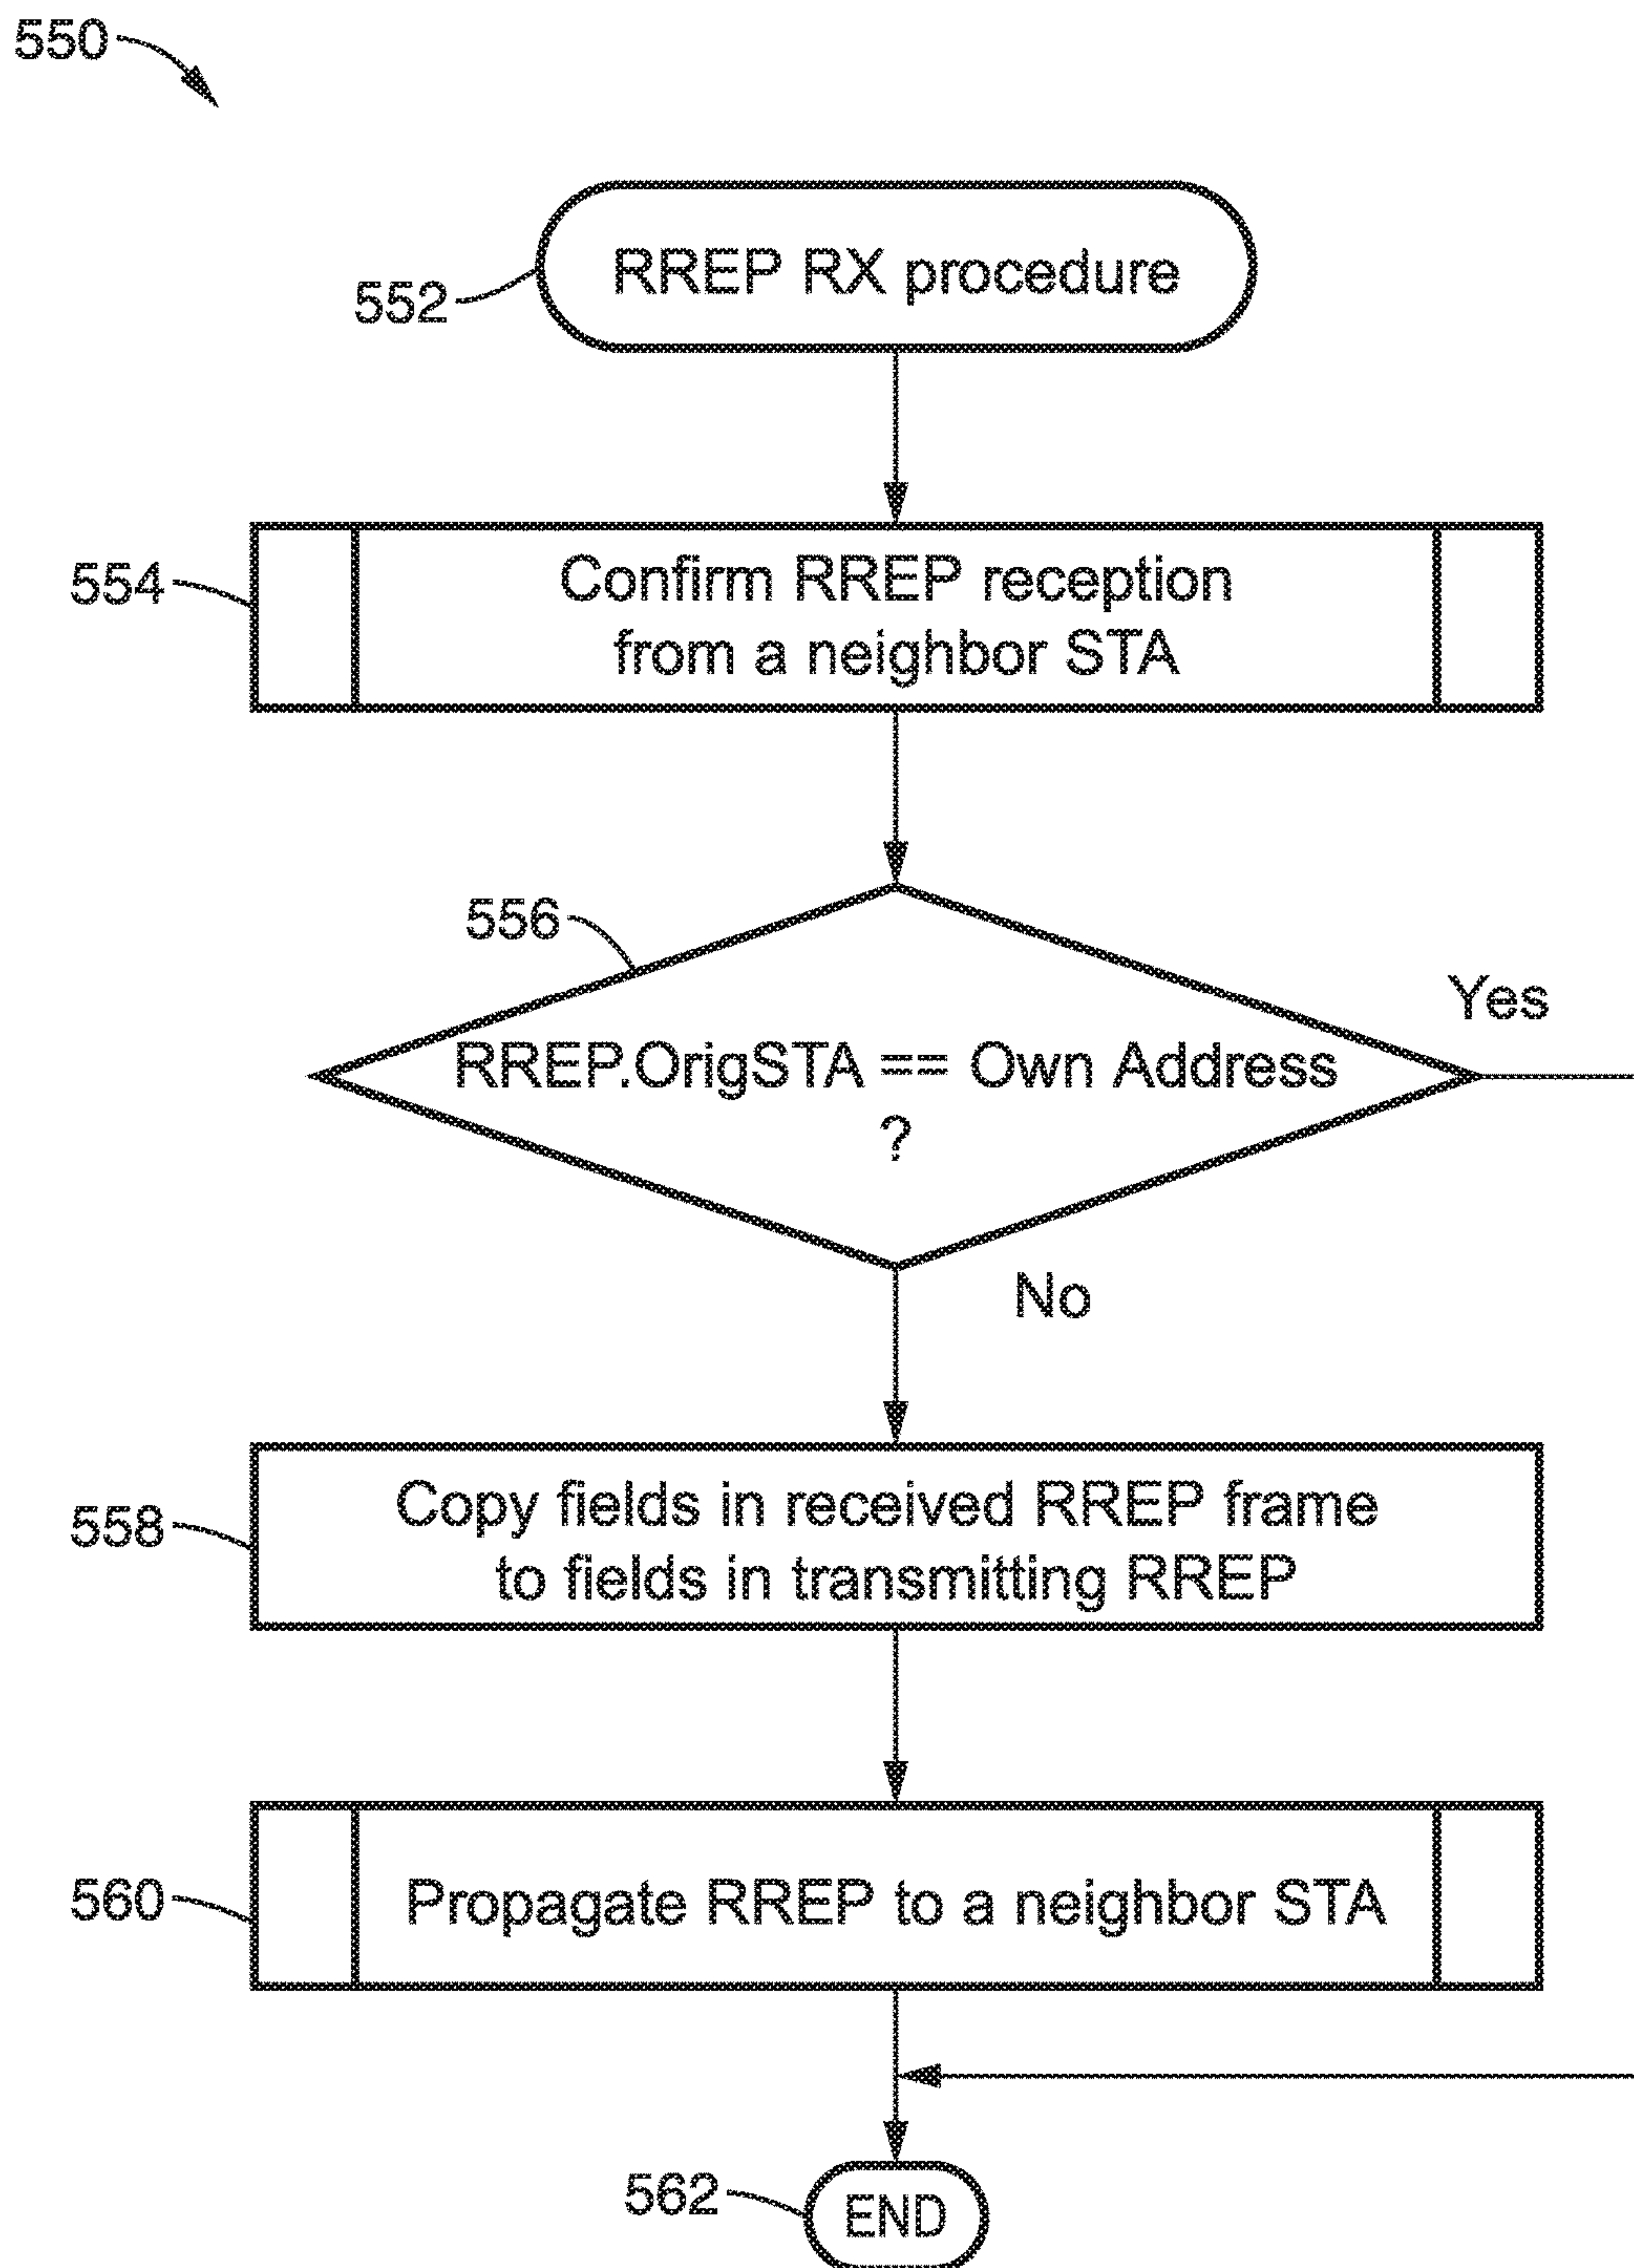 550
RREP RX procedure
552
Confirm RREP reception
from a neighbor STA
554
556
Yes
RREP.OrigSTA == Own Address
?
No
Copy fields in received RREP frame
to fields in transmitting RREP
558
Propagate RREP to a neighbor STA
560
562
END